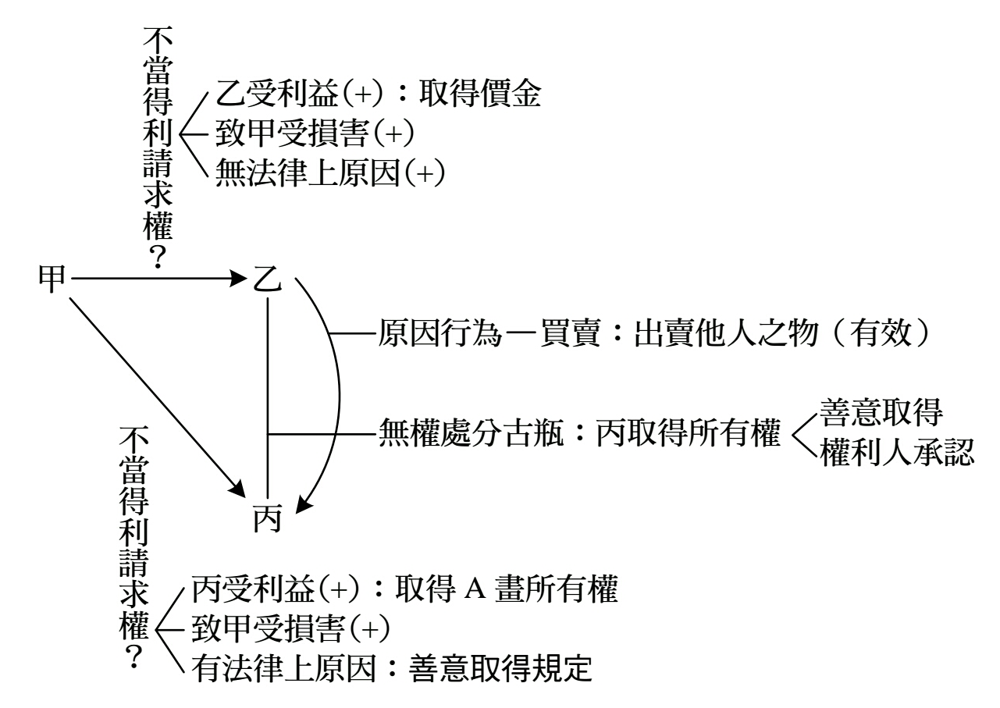 不當得利請求權？
乙受利益(+)：取得價金
致甲受損害(+)
無法律上原因(+)
甲
乙
原因行為—買賣：出賣他人之物（有效）
無權處分古瓶：丙取得所有權
善意取得
權利人承認
丙
不當得利請求權？
丙受利益(+)：取得 A 畫所有權
致甲受損害(+)
有法律上原因：善意取得規定